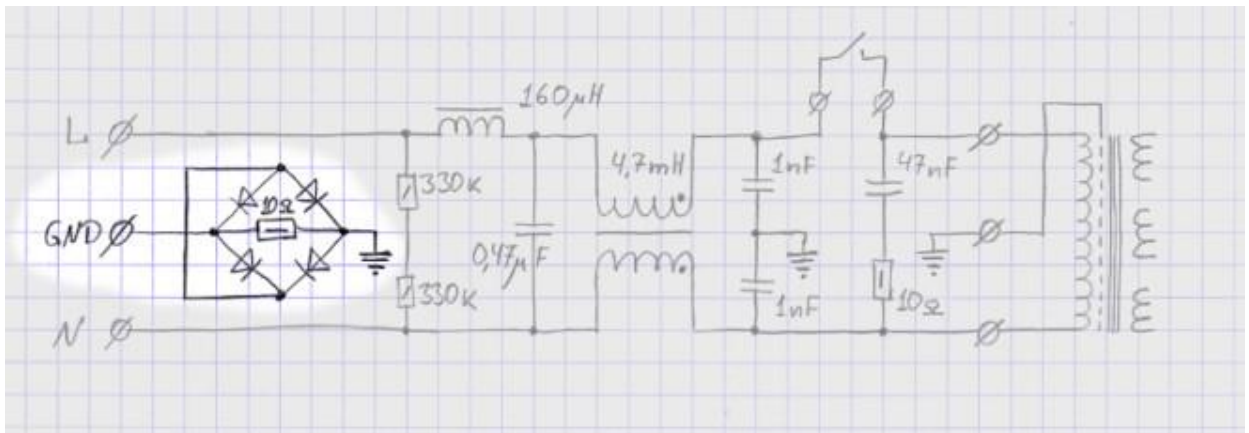 L
160μH
330K
4,7mH
1nF
47nF
10Ω
GND
0,47μF
330K
1nF
10Ω
N